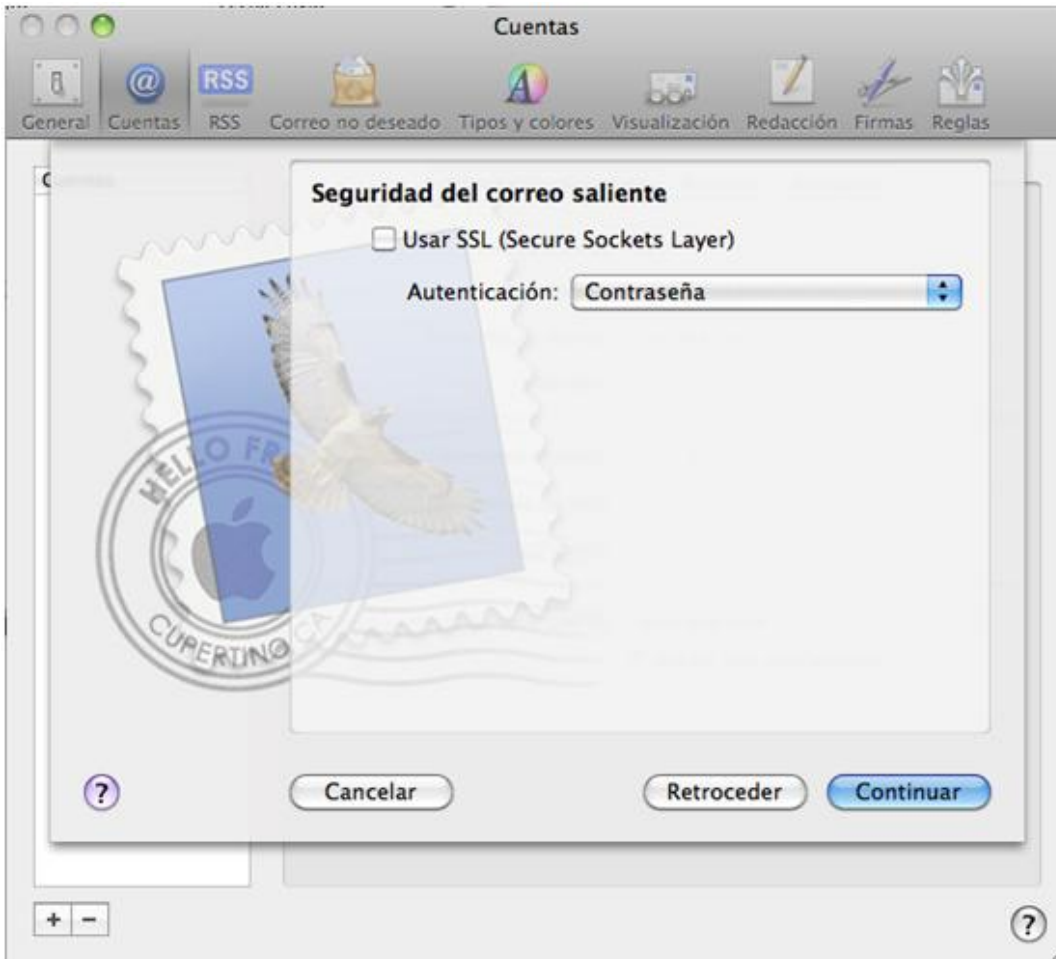 Cuentas
General Cuentas RSS Correo no deseado Tipos y colores Visualización Redacción Firmas Reglas
RSS
Seguridad del correo saliente
Usar SSL (Secure Sockets Layer)
Autenticación: Contraseña
HELLO
CUPERTINO CA
? Cancelar Retroceder Continuar
+ − ?